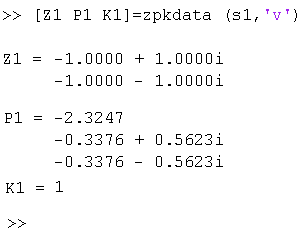 >> [Z1 P1 K1]=zpkdata (s1,'v')
Z1 = -1.0000 + 1.0000i
-1.0000 - 1.0000i
P1 = -2.3247
-0.3376 + 0.5623i
-0.3376 - 0.5623i
K1 = 1
>>